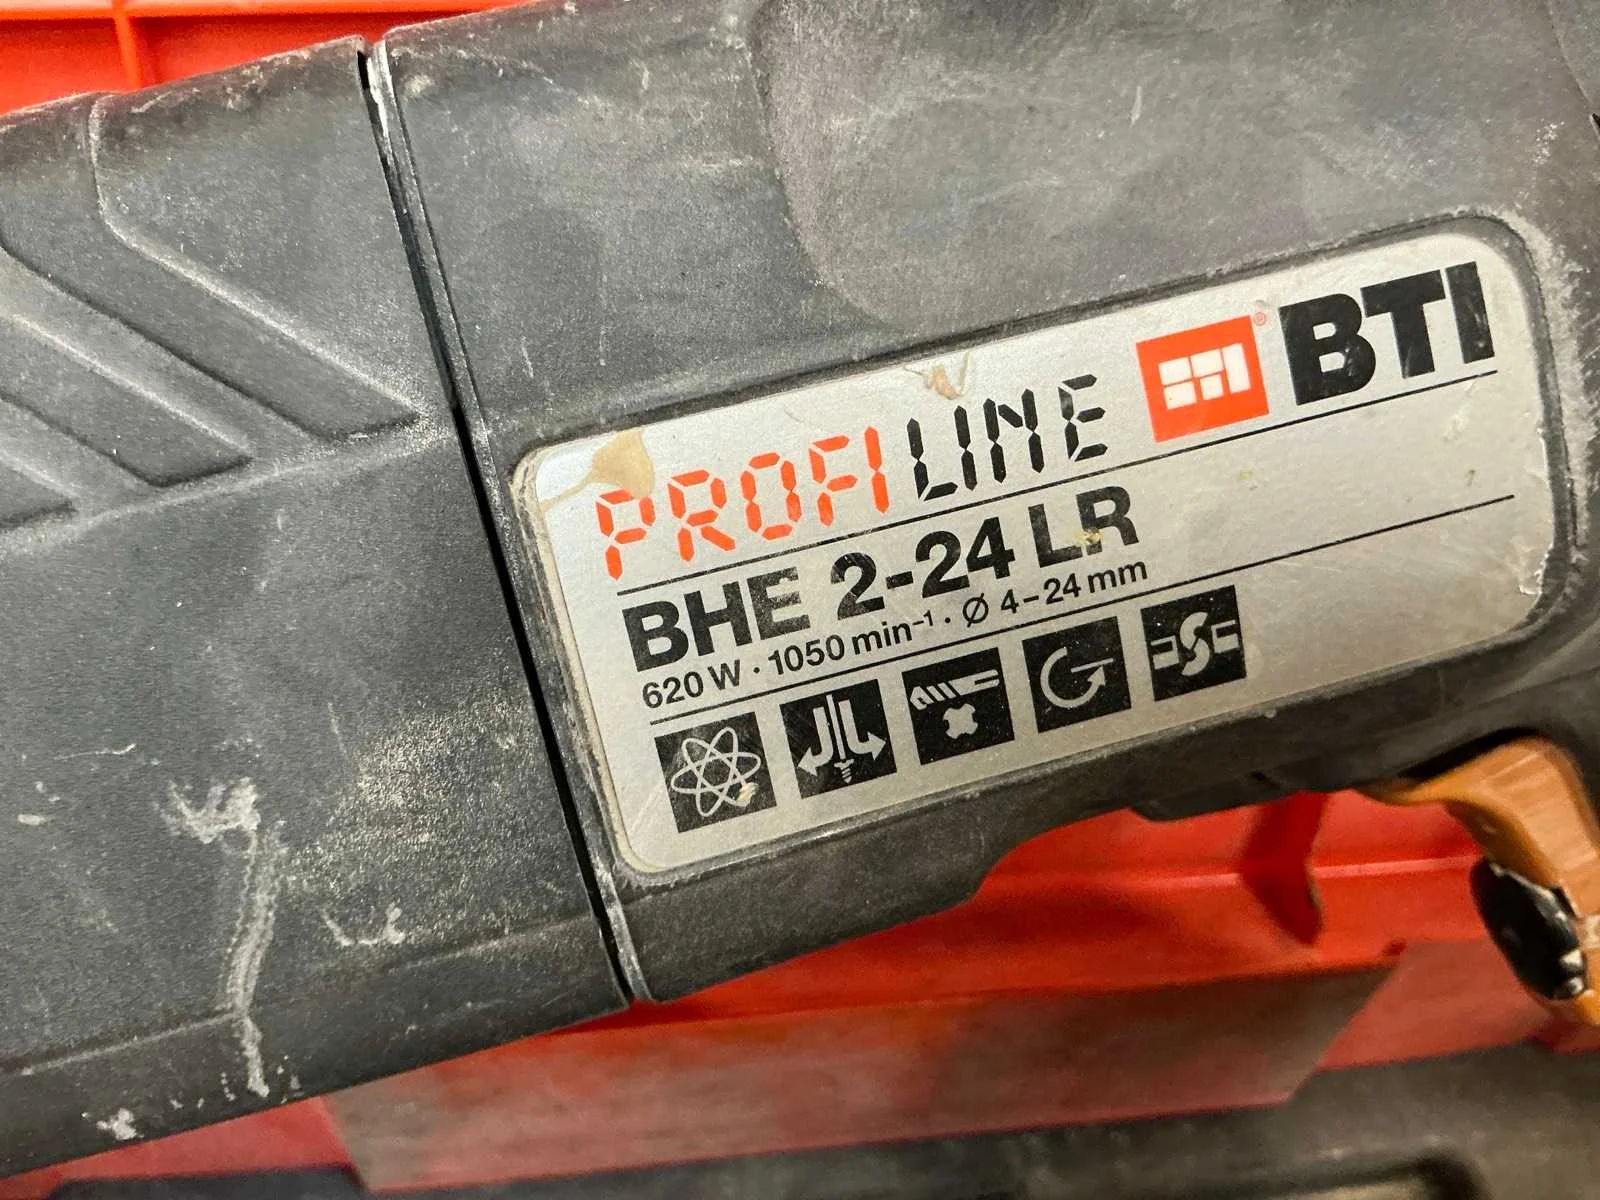 BTI
PROFILINE
BHE 2-24 LR
620 W · 1050 min⁻¹ · Ø 4-24 mm